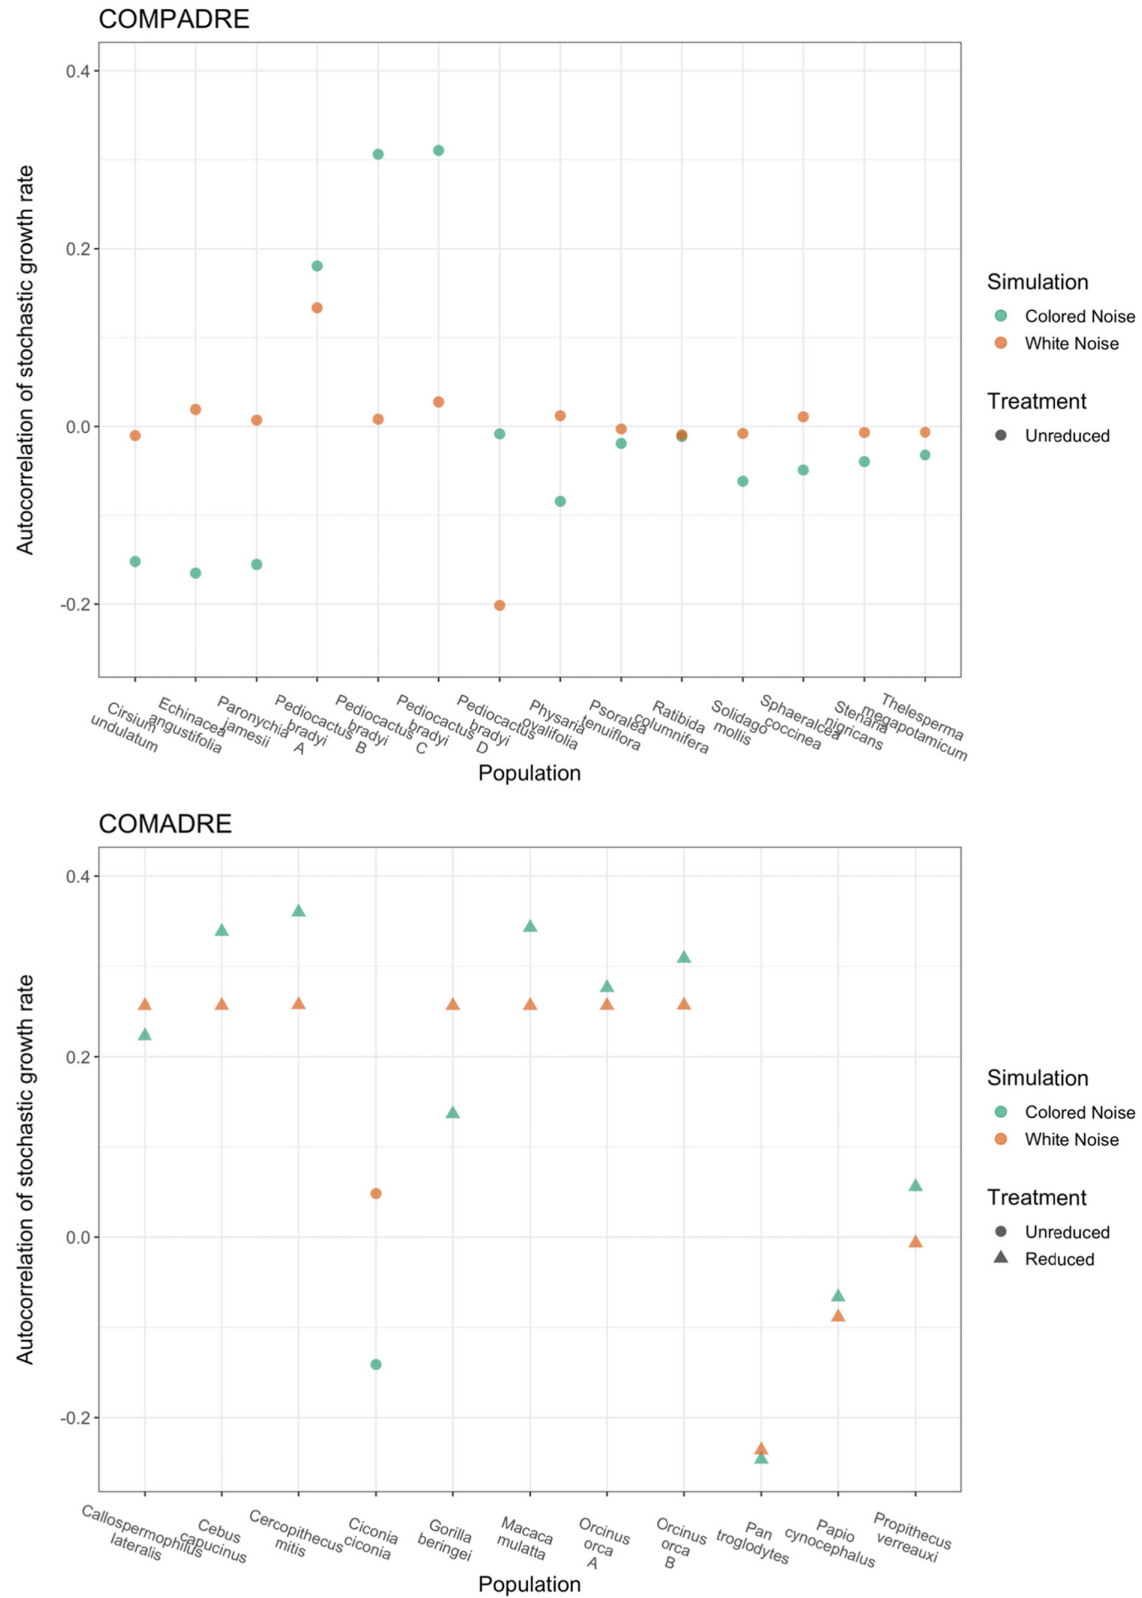 COMPADRE
Autocorrelation of stochastic growth rate
0.4
0.2
0.0
-0.2
Cirsium
undulatum
Echinacea
angustifolia
Paronychia
jamesii
Pediocactus
bradyi
A
Pediocactus
bradyi
B
Pediocactus
bradyi
C
Pediocactus
bradyi
D
Physaria
ovalifolia
Psoralea
tenuiflora
Ratibida
columnifera
Solidago
mollis
Sphaeralcea
coccinea
Stenaria
nigricans
Thelesperma
megapotamicum
Population
Simulation
Colored Noise
White Noise
Treatment
Unreduced
COMADRE
Autocorrelation of stochastic growth rate
0.4
0.2
0.0
-0.2
Callospermophilus
lateralis
Cebus
capucinus
Cercopithecus
mitis
Ciconia
ciconia
Gorilla
beringei
Macaca
mulatta
Orcinus
orca
A
Orcinus
orca
B
Pan
troglodytes
Papio
cynocephalus
Propithecus
verreauxi
Population
Simulation
Colored Noise
White Noise
Treatment
Unreduced
Reduced